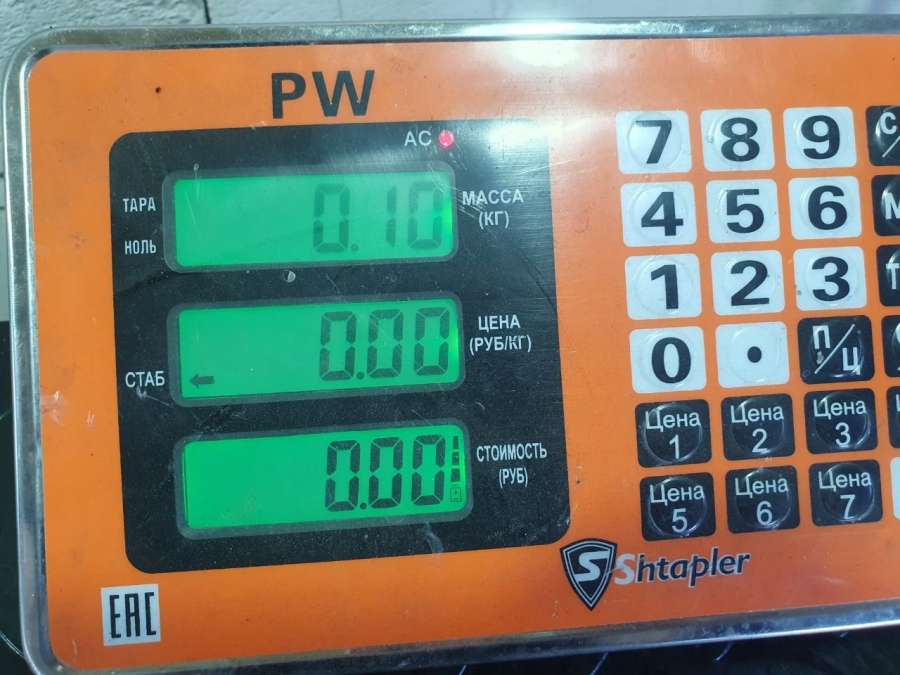 PW
AC
ТАРА
НОЛЬ
0.10
МАССА
(КГ)
СТАБ
0.00
ЦЕНА
(РУБ/КГ)
0.00
СТОИМОСТЬ
(РУБ)
7 8 9
4 5 6
1 2 3
0 . П/Ц
Цена 1 Цена 2 Цена 3
Цена 5 Цена 6 Цена 7
S Shtapler
EAC